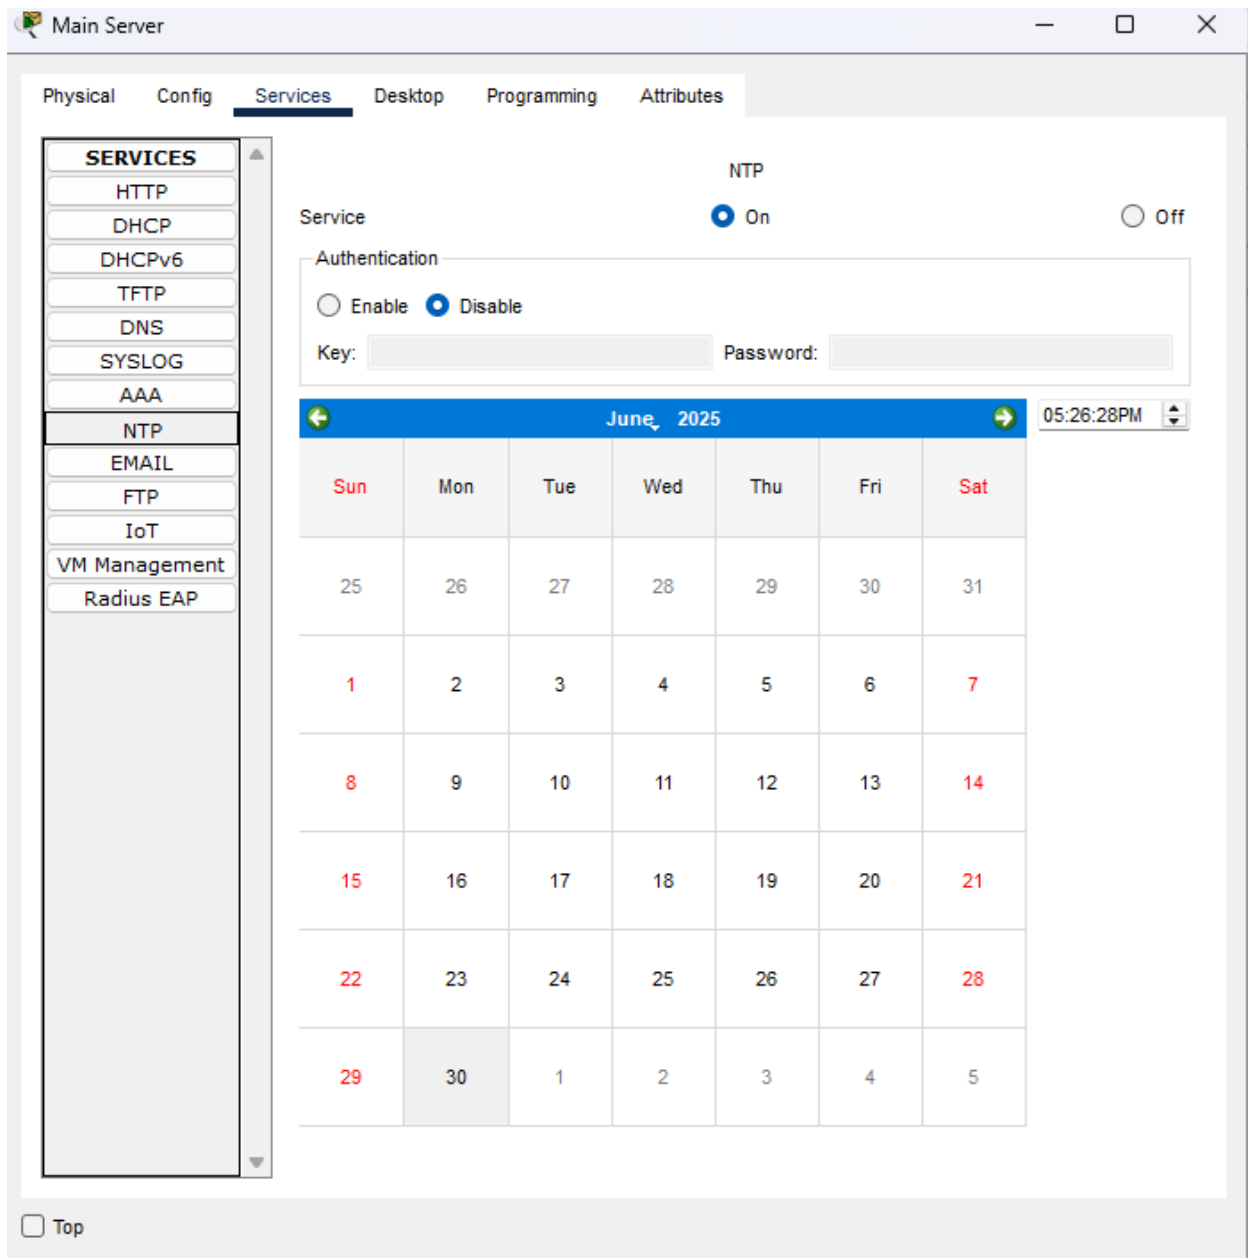 Main Server
Physical Config Services Desktop Programming Attributes
SERVICES
HTTP
DHCP
DHCPv6
TFTP
DNS
SYSLOG
AAA
NTP
EMAIL
FTP
IoT
VM Management
Radius EAP
NTP
Service On Off
Authentication
Enable Disable
Key: Password:
June 2025 05:26:28PM
Sun Mon Tue Wed Thu Fri Sat
25 26 27 28 29 30 31
1 2 3 4 5 6 7
8 9 10 11 12 13 14
15 16 17 18 19 20 21
22 23 24 25 26 27 28
29 30 1 2 3 4 5
Top